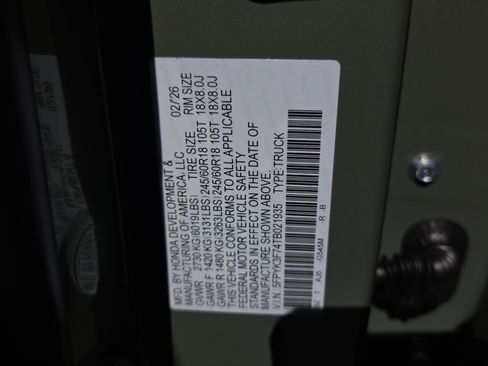 MFD. BY HONDA DEVELOPMENT &
MANUFACTURING OF AMERICA, LLC 02/26
TIRE SIZE RIM SIZE
GVWR 2730 KG(6019LBS)
GAWR F 1420 KG(3131LBS) 245/60R18 105T 18X8.0J
GAWR R 1480 KG(3263LBS) 245/60R18 105T 18X8.0J
THIS VEHICLE CONFORMS TO ALL APPLICABLE
FEDERAL MOTOR VEHICLE SAFETY
STANDARDS IN EFFECT ON THE DATE OF
MANUFACTURE SHOWN ABOVE.
V.I.N. 5FPYK3F74TB021935 TYPE:TRUCK